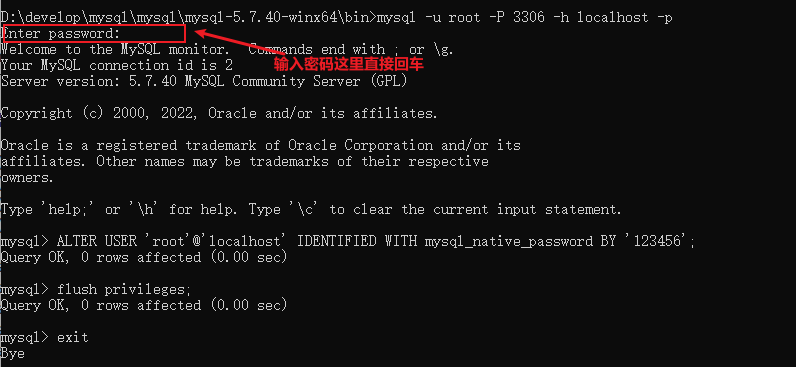 D:\develop\mysql\mysql\mysql-5.7.40-winx64\bin>mysql -u root -P 3306 -h localhost -p
Enter password:
Welcome to the MySQL monitor.  Commands end with ; or \g.
输入密码这里直接回车
Your MySQL connection id is 2
Server version: 5.7.40 MySQL Community Server (GPL)
Copyright (c) 2000, 2022, Oracle and/or its affiliates.
Oracle is a registered trademark of Oracle Corporation and/or its
affiliates. Other names may be trademarks of their respective
owners.
Type 'help;' or '\h' for help. Type '\c' to clear the current input statement.
mysql> ALTER USER 'root'@'localhost' IDENTIFIED WITH mysql_native_password BY '123456';
Query OK, 0 rows affected (0.00 sec)
mysql> flush privileges;
Query OK, 0 rows affected (0.00 sec)
mysql> exit
Bye